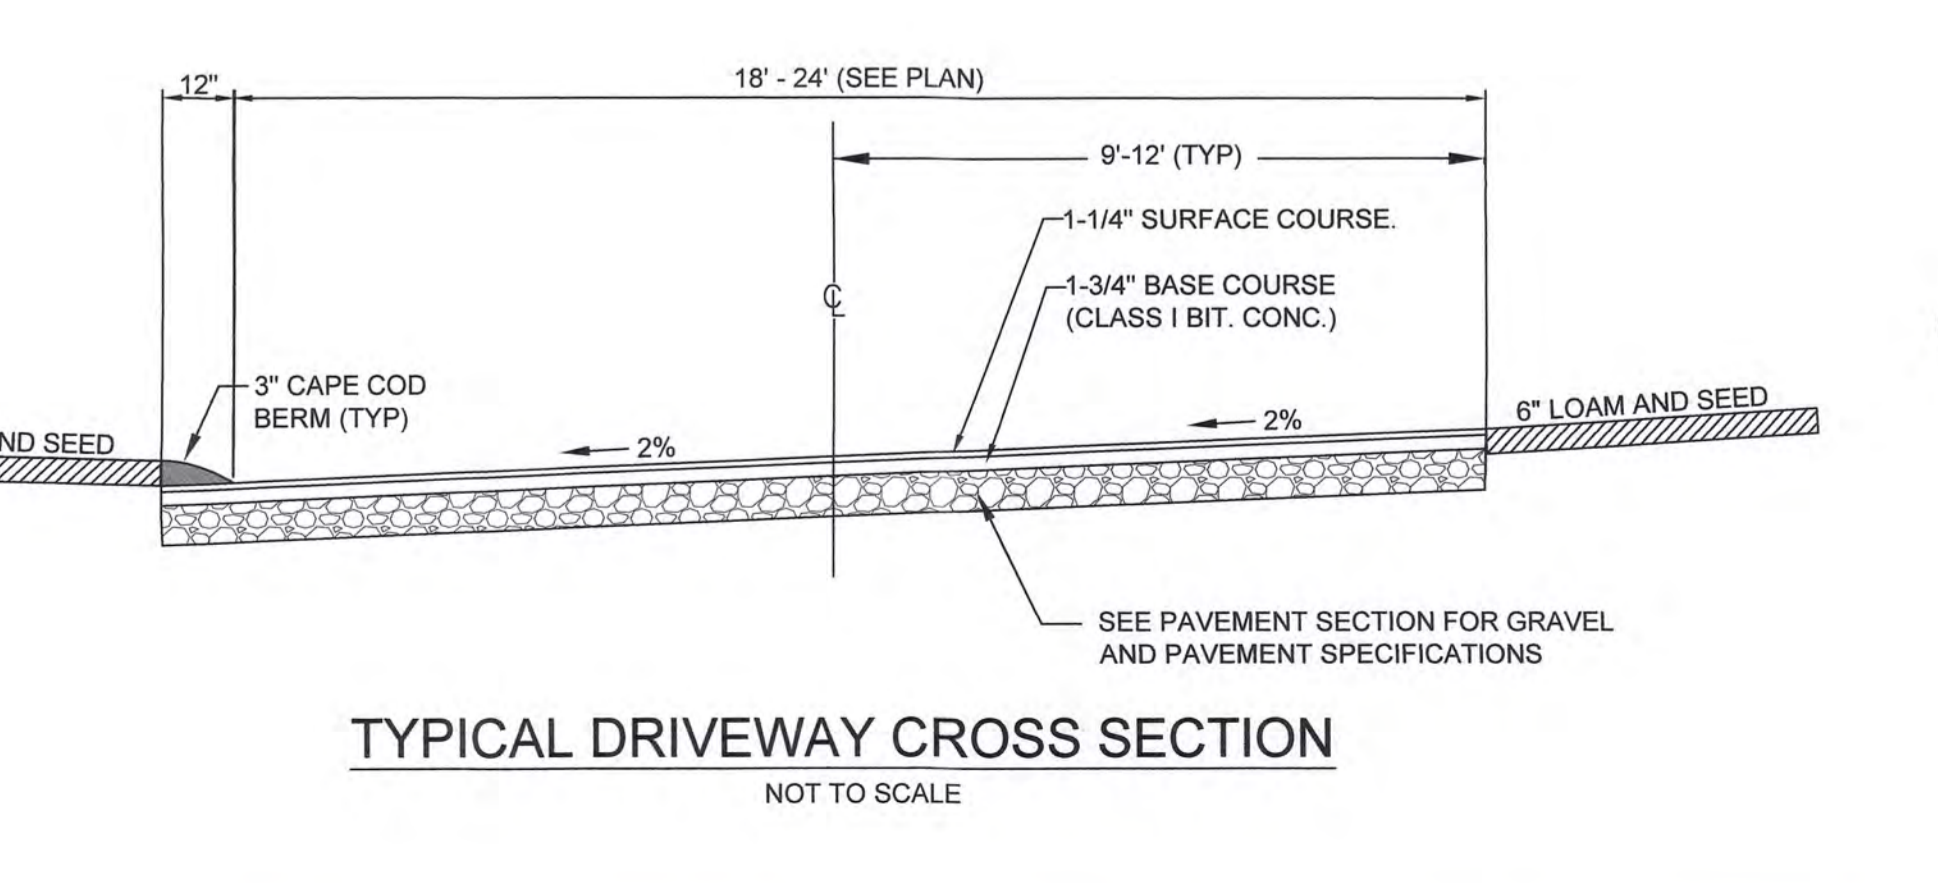 12"
18' - 24' (SEE PLAN)
9'-12' (TYP)
1-1/4" SURFACE COURSE.
℄
1-3/4" BASE COURSE
(CLASS I BIT. CONC.)
3" CAPE COD
BERM (TYP)
ND SEED
2%
2%
6" LOAM AND SEED
SEE PAVEMENT SECTION FOR GRAVEL
AND PAVEMENT SPECIFICATIONS
TYPICAL DRIVEWAY CROSS SECTION
NOT TO SCALE